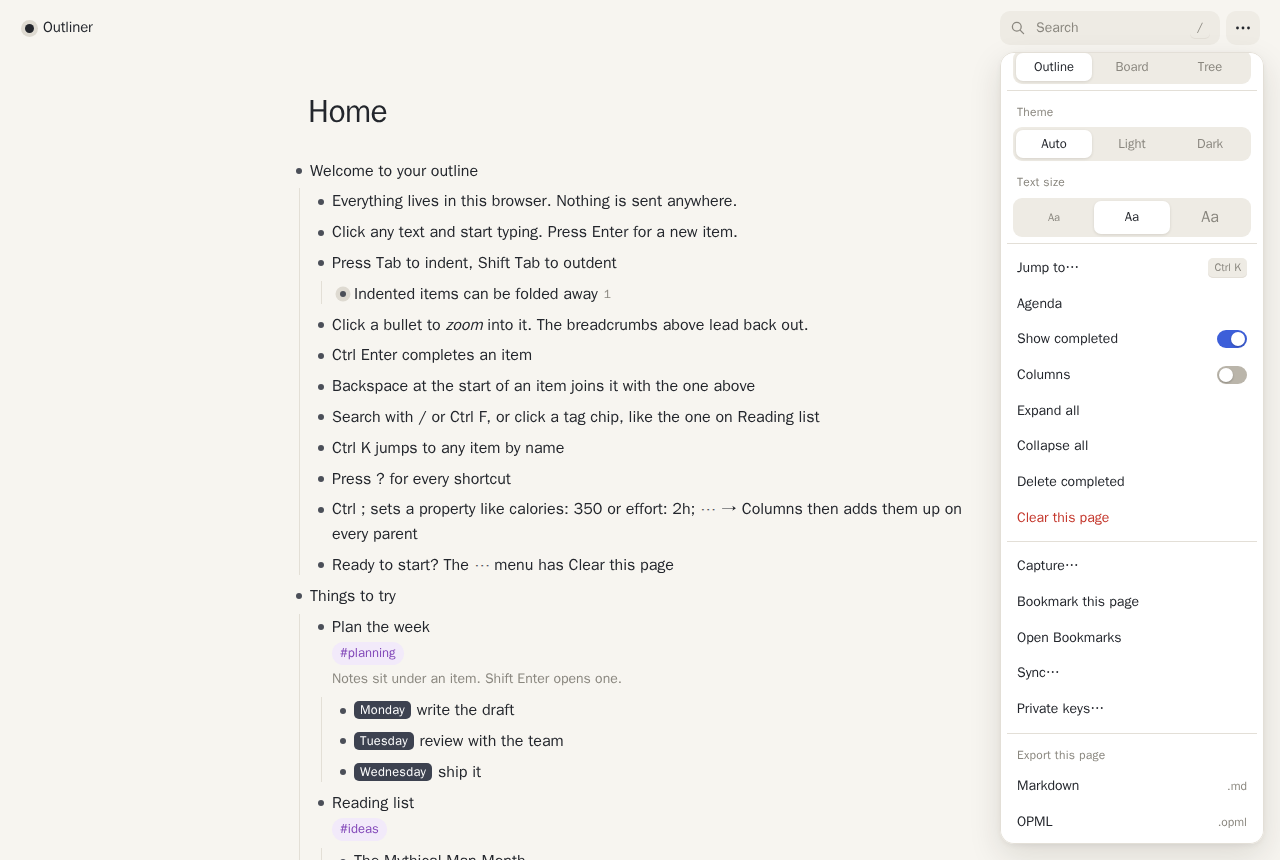 Outliner
Search /
Home
Welcome to your outline
Everything lives in this browser. Nothing is sent anywhere.
Click any text and start typing. Press Enter for a new item.
Press Tab to indent, Shift Tab to outdent
Indented items can be folded away 1
Click a bullet to zoom into it. The breadcrumbs above lead back out.
Ctrl Enter completes an item
Backspace at the start of an item joins it with the one above
Search with / or Ctrl F, or click a tag chip, like the one on Reading list
Ctrl K jumps to any item by name
Press ? for every shortcut
Ctrl ; sets a property like calories: 350 or effort: 2h; ⋯ → Columns then adds them up on
every parent
Ready to start? The ⋯ menu has Clear this page
Things to try
Plan the week
#planning
Notes sit under an item. Shift Enter opens one.
Monday write the draft
Tuesday review with the team
Wednesday ship it
Reading list
#ideas
The Mythical Man-Month
Outline Board Tree
Theme
Auto Light Dark
Text size
Aa Aa Aa
Jump to… Ctrl K
Agenda
Show completed
Columns
Expand all
Collapse all
Delete completed
Clear this page
Capture…
Bookmark this page
Open Bookmarks
Sync…
Private keys…
Export this page
Markdown .md
OPML .opml